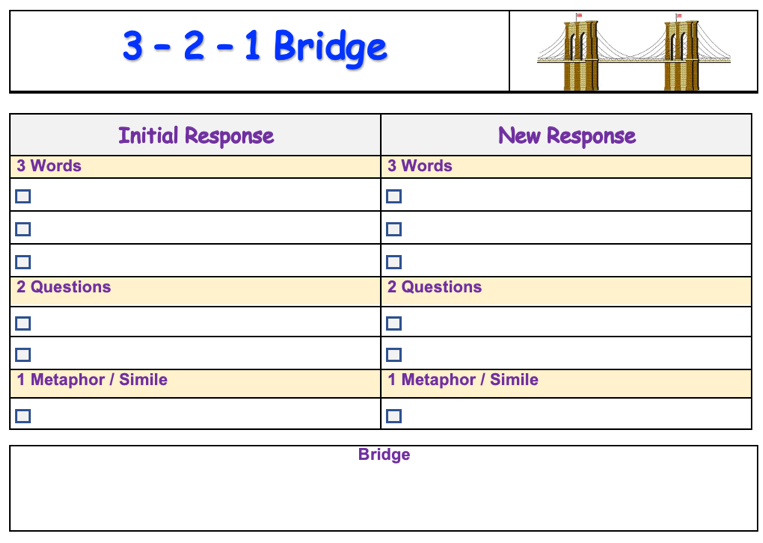 3 – 2 – 1 Bridge
Initial Response
New Response
3 Words
3 Words
2 Questions
2 Questions
1 Metaphor / Simile
1 Metaphor / Simile
Bridge